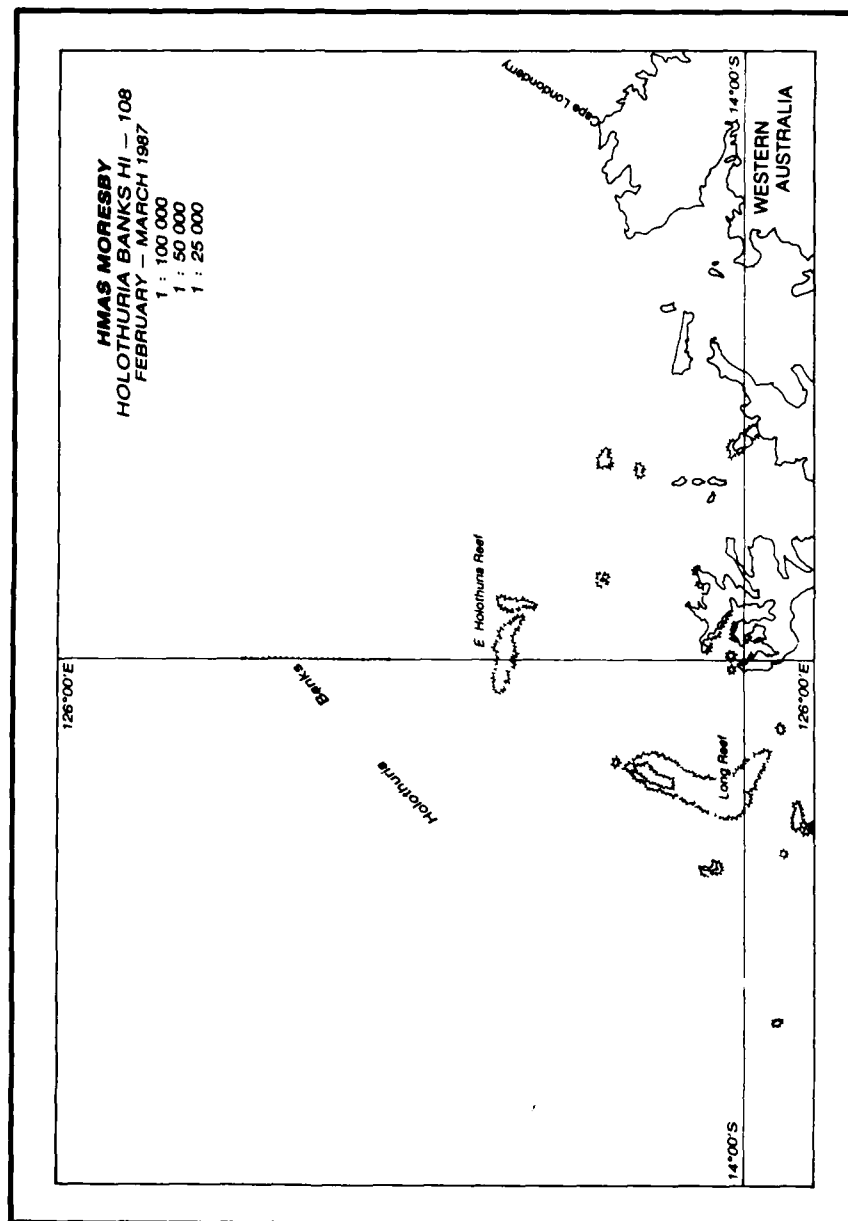 HMAS MORESBY
HOLOTHURIA BANKS HI – 108
FEBRUARY – MARCH 1987
1 : 100 000
1 : 50 000
1 : 25 000
126°00'E
Banks
Holothuria
E Holothuria Reef
Cape Londonderry
Long Reef
14°00'S
14°00'S
WESTERN
AUSTRALIA
126°00'E